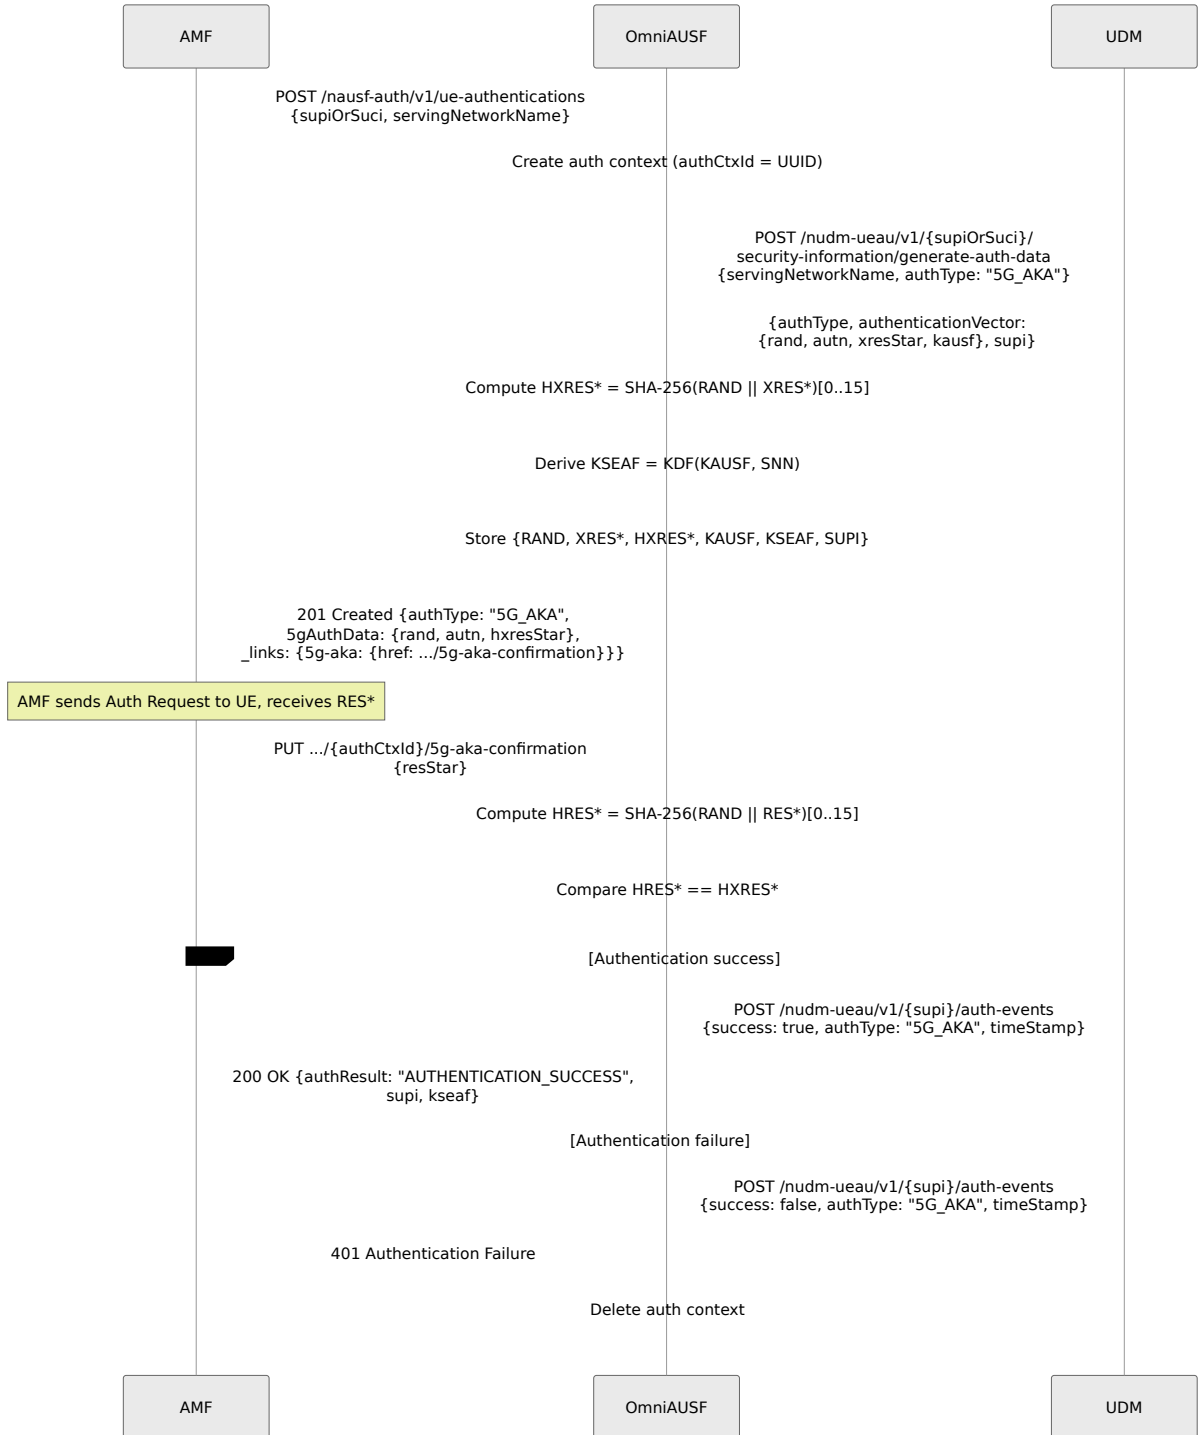 AMF
OmniAUSF
UDM
POST /nausf-auth/v1/ue-authentications
{supiOrSuci, servingNetworkName}
Create auth context (authCtxId = UUID)
POST /nudm-ueau/v1/{supiOrSuci}/
security-information/generate-auth-data
{servingNetworkName, authType: "5G_AKA"}
{authType, authenticationVector:
{rand, autn, xresStar, kausf}, supi}
Compute HXRES* = SHA-256(RAND || XRES*)[0..15]
Derive KSEAF = KDF(KAUSF, SNN)
Store {RAND, XRES*, HXRES*, KAUSF, KSEAF, SUPI}
201 Created {authType: "5G_AKA",
5gAuthData: {rand, autn, hxresStar},
_links: {5g-aka: {href: .../5g-aka-confirmation}}}
AMF sends Auth Request to UE, receives RES*
PUT .../{authCtxId}/5g-aka-confirmation
{resStar}
Compute HRES* = SHA-256(RAND || RES*)[0..15]
Compare HRES* == HXRES*
[Authentication success]
POST /nudm-ueau/v1/{supi}/auth-events
{success: true, authType: "5G_AKA", timeStamp}
200 OK {authResult: "AUTHENTICATION_SUCCESS",
supi, kseaf}
[Authentication failure]
POST /nudm-ueau/v1/{supi}/auth-events
{success: false, authType: "5G_AKA", timeStamp}
401 Authentication Failure
Delete auth context
AMF
OmniAUSF
UDM